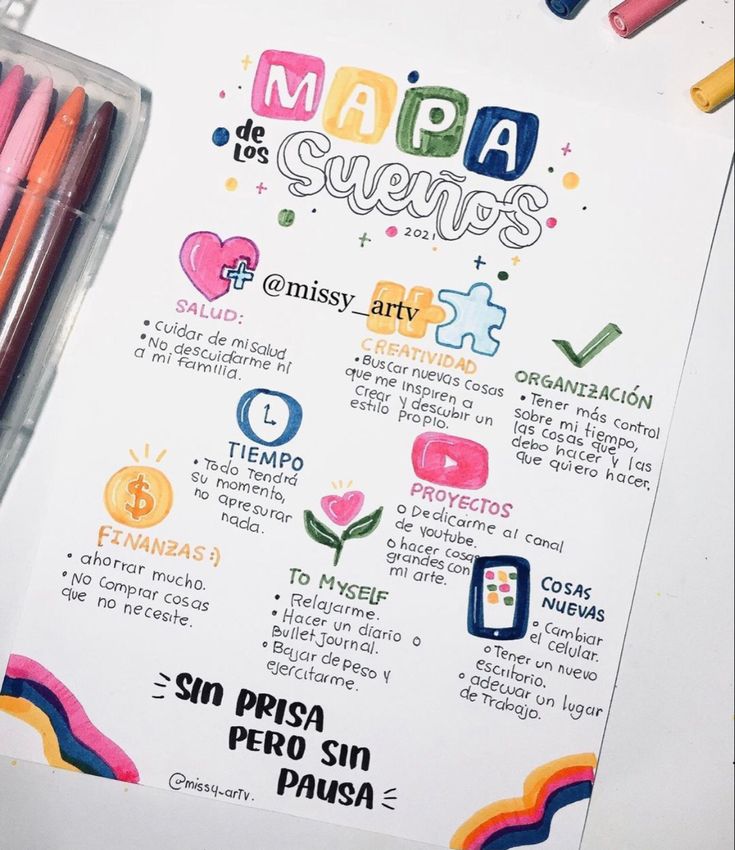 MAPA
de
LOS
Sueños
2021
@missy_artv
SALUD:
• cuidar de mi salud
• No descuidarme ni
a mi familia.
CREATIVIDAD
• Buscar nuevas cosas
que me inspiren a
crear y descubir un
estilo propio.
ORGANIZACIÓN
• Tener más control
sobre mi tiempo,
las cosas que
debo hacer y las
que quiero hacer.
TIEMPO
• Todo Tendrá
su momento,
no apresurar
nada.
PROYECTOS
o Dedicarme al canal
de youtube.
o hacer cosas
grandes con
mi arte.
$
FINANZAS:)
• ahorrar mucho.
• No comprar cosas
que no necesite.
To MYSELF
• Relajarme.
• Hacer un diario o
Bullet Journal.
• Bajar de peso y
ejercitarme.
COSAS
NUEVAS
o Cambiar
el celular.
o Tener un nuevo
escritorio.
o adecuar un lugar
de Trabajo.
SIN PRISA
PERO SIN
PAUSA
@missy-artv.